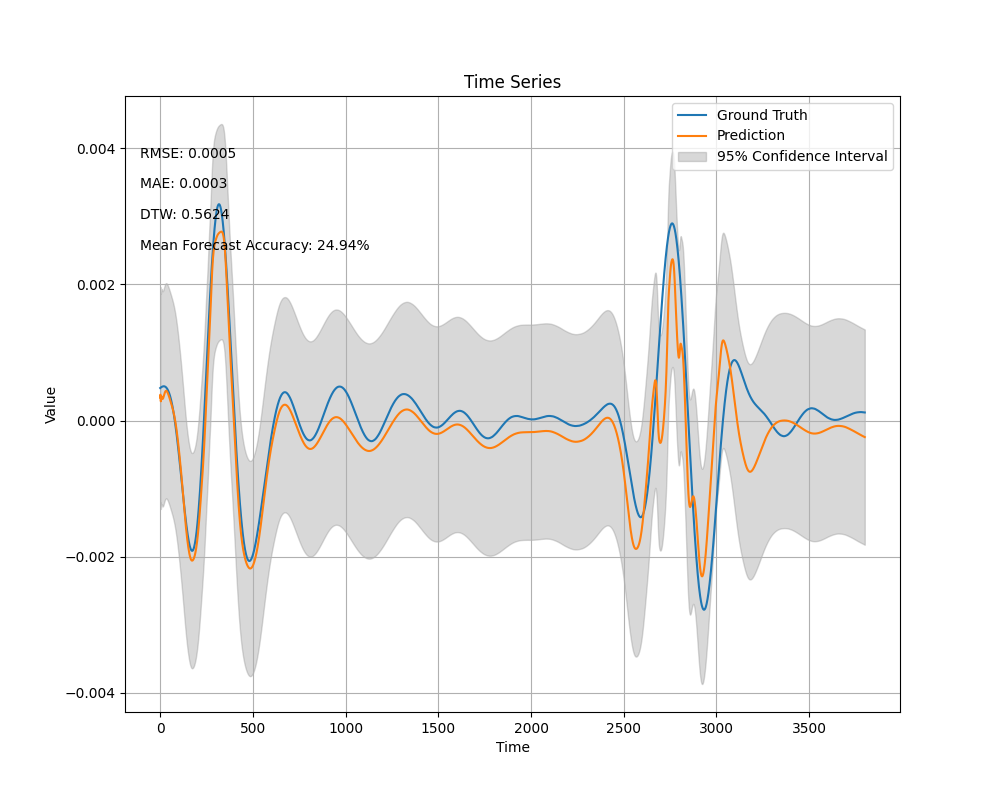 Time Series
Ground Truth
Prediction
95% Confidence Interval
RMSE: 0.0005
MAE: 0.0003
DTW: 0.5624
Mean Forecast Accuracy: 24.94%
Value
0.004
0.002
0.000
−0.002
−0.004
0 500 1000 1500 2000 2500 3000 3500
Time